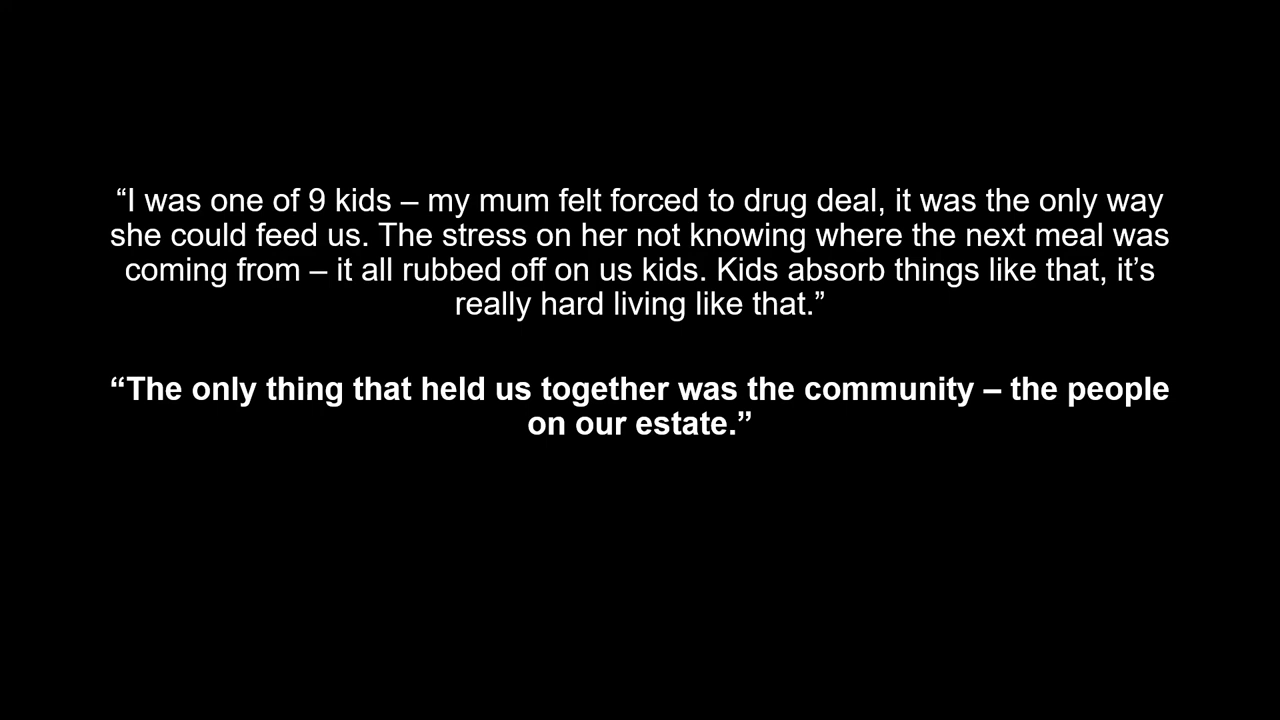 “I was one of 9 kids – my mum felt forced to drug deal, it was the only way
she could feed us. The stress on her not knowing where the next meal was
coming from – it all rubbed off on us kids. Kids absorb things like that, it’s
really hard living like that.”
“The only thing that held us together was the community – the people
on our estate.”